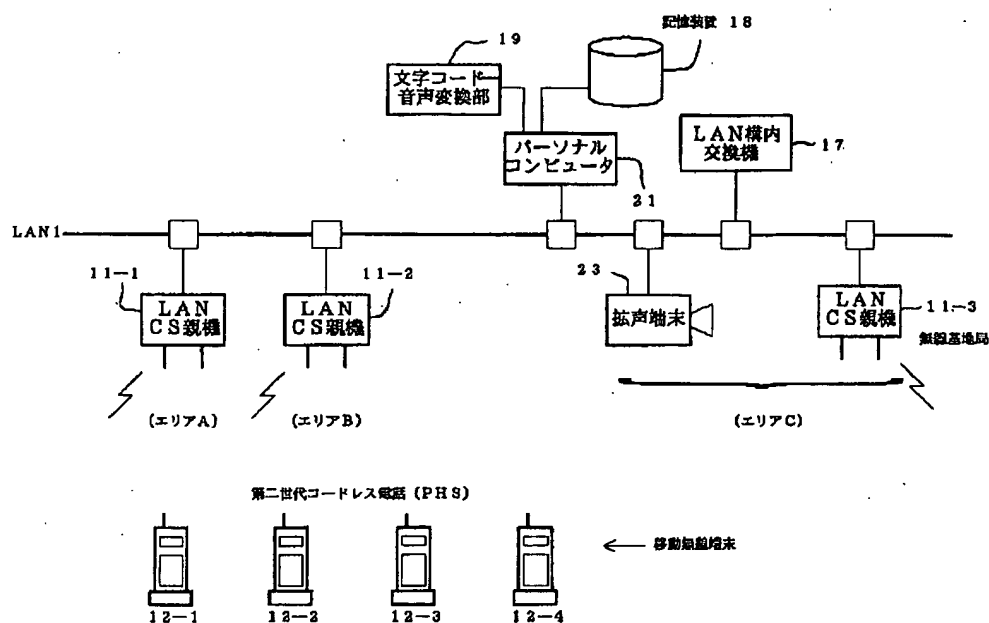 記憶装置 18
19
文字コード
音声変換部
パーソナル
コンピュータ
LAN構内
交換機
17
21
LAN1
11-1
11-2
23
LAN
CS親機
LAN
CS親機
拡声端末
LAN
CS親機
11-3
無線基地局
(エリアA)
(エリアB)
(エリアC)
第二世代コードレス電話(PHS)
移動無線端末
12-1
12-2
12-3
12-4